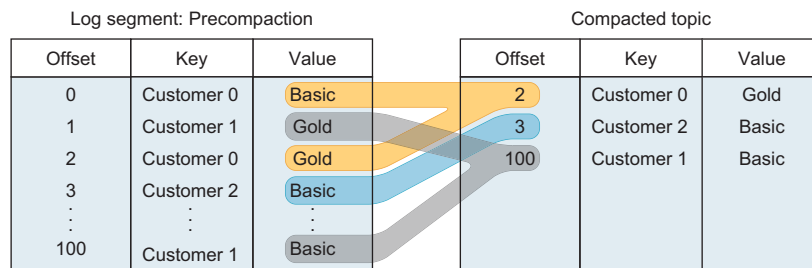 Log segment: Precompaction Compacted topic
Offset Key Value Offset Key Value
0 Customer 0 Basic 2 Customer 0 Gold
1 Customer 1 Gold 3 Customer 2 Basic
2 Customer 0 Gold 100 Customer 1 Basic
3 Customer 2 Basic
100 Customer 1 Basic